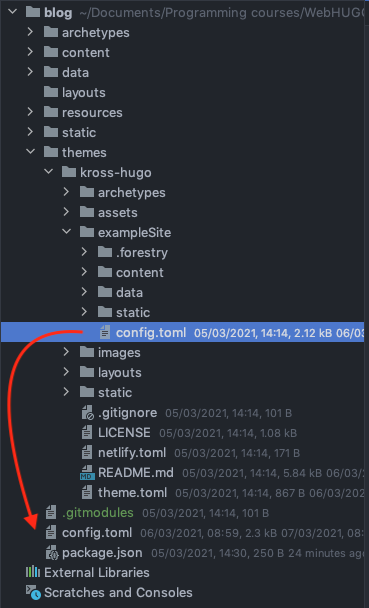 blog ~/Documents/Programming courses/WebHUGO
archetypes
content
data
layouts
resources
static
themes
kross-hugo
archetypes
assets
exampleSite
.forestry
content
data
static
config.toml 05/03/2021, 14:14, 2.12 kB 06/03
images
layouts
static
.gitignore 05/03/2021, 14:14, 101 B
LICENSE 05/03/2021, 14:14, 1.08 kB
netlify.toml 05/03/2021, 14:14, 171 B
README.md 05/03/2021, 14:14, 5.84 kB 06/03/
theme.toml 05/03/2021, 14:14, 867 B 06/03/202
.gitmodules 05/03/2021, 14:14, 101 B
config.toml 06/03/2021, 08:59, 2.3 kB 07/03/2021, 08:
package.json 05/03/2021, 14:30, 250 B 24 minutes ago
External Libraries
Scratches and Consoles